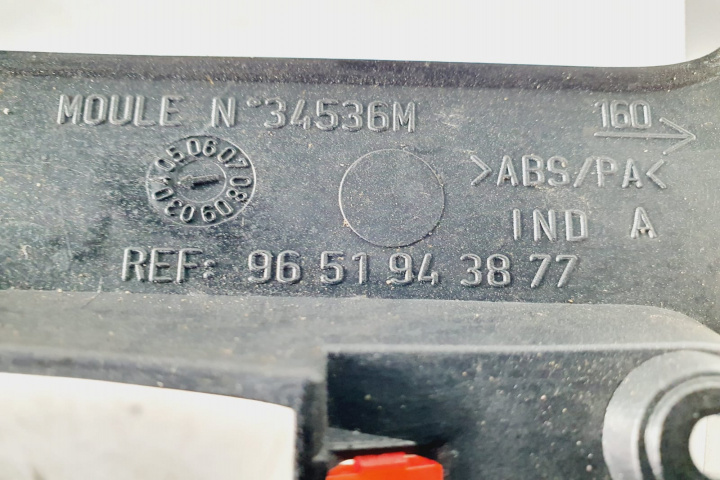 MOULE N°34536M
160
>ABS/PA<
IND A
REF: 96 51 94 38 77